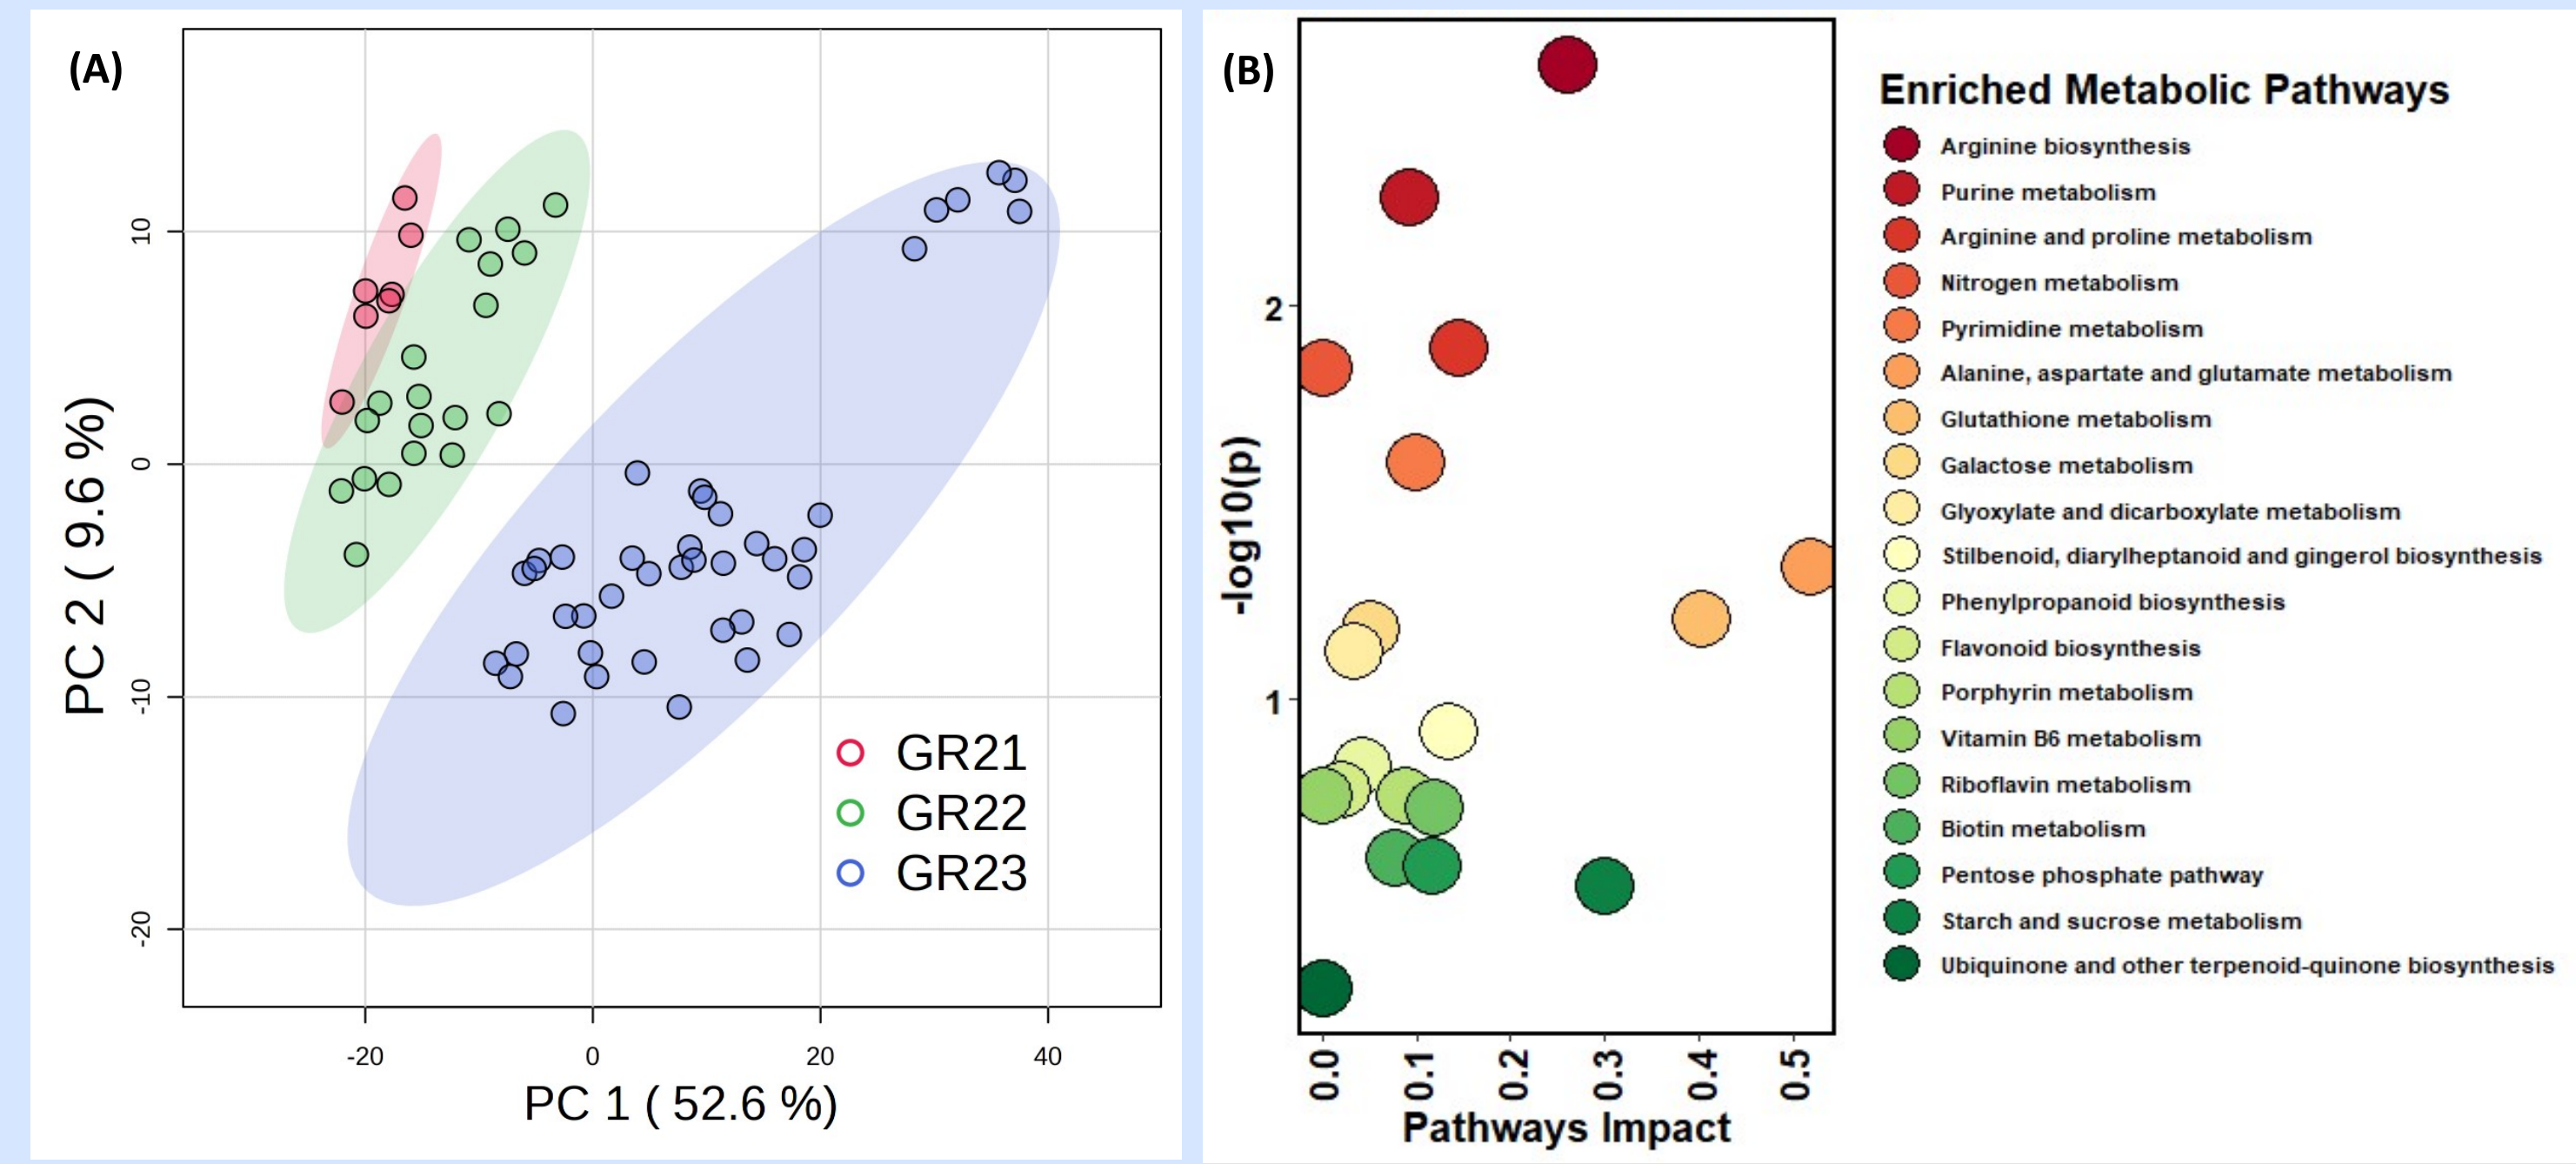 (A)
10
0
-10
-20
PC 2 ( 9.6 %)
GR21
GR22
GR23
-20 0 20 40
PC 1 ( 52.6 %)
(B)
2
1
-log10(p)
0.0 0.1 0.2 0.3 0.4 0.5
Pathways Impact
Enriched Metabolic Pathways
Arginine biosynthesis
Purine metabolism
Arginine and proline metabolism
Nitrogen metabolism
Pyrimidine metabolism
Alanine, aspartate and glutamate metabolism
Glutathione metabolism
Galactose metabolism
Glyoxylate and dicarboxylate metabolism
Stilbenoid, diarylheptanoid and gingerol biosynthesis
Phenylpropanoid biosynthesis
Flavonoid biosynthesis
Porphyrin metabolism
Vitamin B6 metabolism
Riboflavin metabolism
Biotin metabolism
Pentose phosphate pathway
Starch and sucrose metabolism
Ubiquinone and other terpenoid-quinone biosynthesis